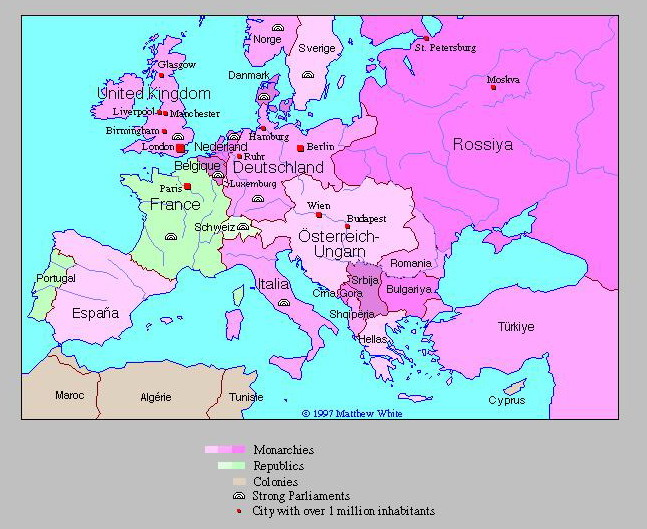 Norge
Sverige
St. Petersburg
Glasgow
Danmark
Moskva
United Kingdom
Liverpool
Manchester
Birmingham
Hamburg
Rossiya
London
Nederland
Berlin
Ruhr
Belgique
Deutschland
Paris
Luxemburg
France
Wien
Budapest
Schweiz
Österreich-
Ungarn
Romania
Portugal
Italia
Srbija
Crna Gora
Bulgariya
España
Shqipëria
Türkiye
Hellas
Maroc
Algérie
Tunisie
Cyprus
© 1997 Matthew White
Monarchies
Republics
Colonies
Strong Parliaments
City with over 1 million inhabitants